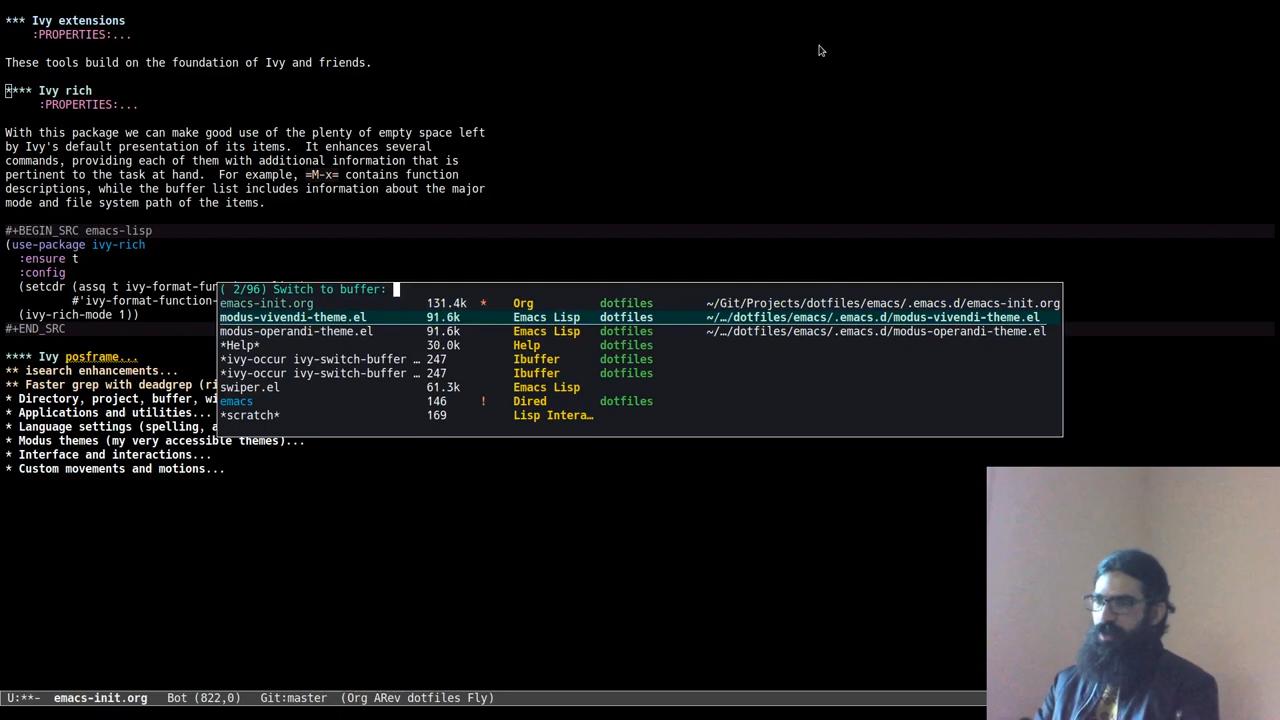 *** Ivy extensions
:PROPERTIES:...
These tools build on the foundation of Ivy and friends.
**** Ivy rich
:PROPERTIES:...
With this package we can make good use of the plenty of empty space left
by Ivy's default presentation of its items.  It enhances several
commands, providing each of them with additional information that is
pertinent to the task at hand.  For example, =M-x= contains function
descriptions, while the buffer list includes information about the major
mode and file system path of the items.
#+BEGIN_SRC emacs-lisp
(use-package ivy-rich
:ensure t
:config
(setcdr (assq t ivy-format-fu
#'ivy-format-function-
(ivy-rich-mode 1))
#+END_SRC
( 2/96) Switch to buffer:
emacs-init.org 131.4k * Org dotfiles ~/Git/Projects/dotfiles/emacs/.emacs.d/emacs-init.org
modus-vivendi-theme.el 91.6k Emacs Lisp dotfiles ~/…/dotfiles/emacs/.emacs.d/modus-vivendi-theme.el
modus-operandi-theme.el 91.6k Emacs Lisp dotfiles ~/…/dotfiles/emacs/.emacs.d/modus-operandi-theme.el
*Help* 30.0k Help dotfiles
*ivy-occur ivy-switch-buffer … 247 Ibuffer dotfiles
*ivy-occur ivy-switch-buffer … 247 Ibuffer dotfiles
swiper.el 61.3k Emacs Lisp
emacs 146 ! Dired dotfiles
*scratch* 169 Lisp Intera…
**** Ivy posframe...
** isearch enhancements...
** Faster grep with deadgrep (ri
* Directory, project, buffer, wi
* Applications and utilities...
* Language settings (spelling, a
* Modus themes (my very accessible themes)...
* Interface and interactions...
* Custom movements and motions...
U:**-  emacs-init.org   Bot (822,0)   Git:master  (Org ARev dotfiles Fly)